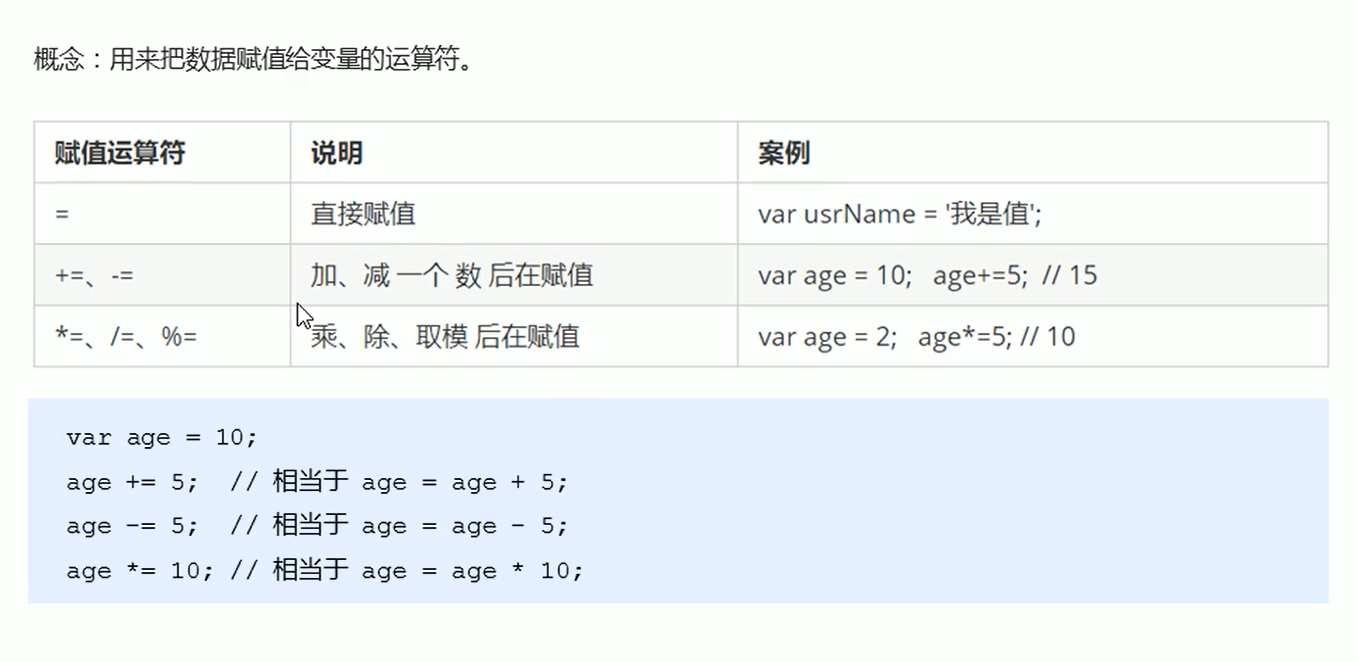 概念：用来把数据赋值给变量的运算符。
赋值运算符 说明 案例
= 直接赋值 var usrName = '我是值';
+=、-= 加、减 一个 数 后在赋值 var age = 10; age+=5; // 15
*=、/=、%= 乘、除、取模 后在赋值 var age = 2; age*=5; // 10
var age = 10;
age += 5; // 相当于 age = age + 5;
age -= 5; // 相当于 age = age - 5;
age *= 10; // 相当于 age = age * 10;